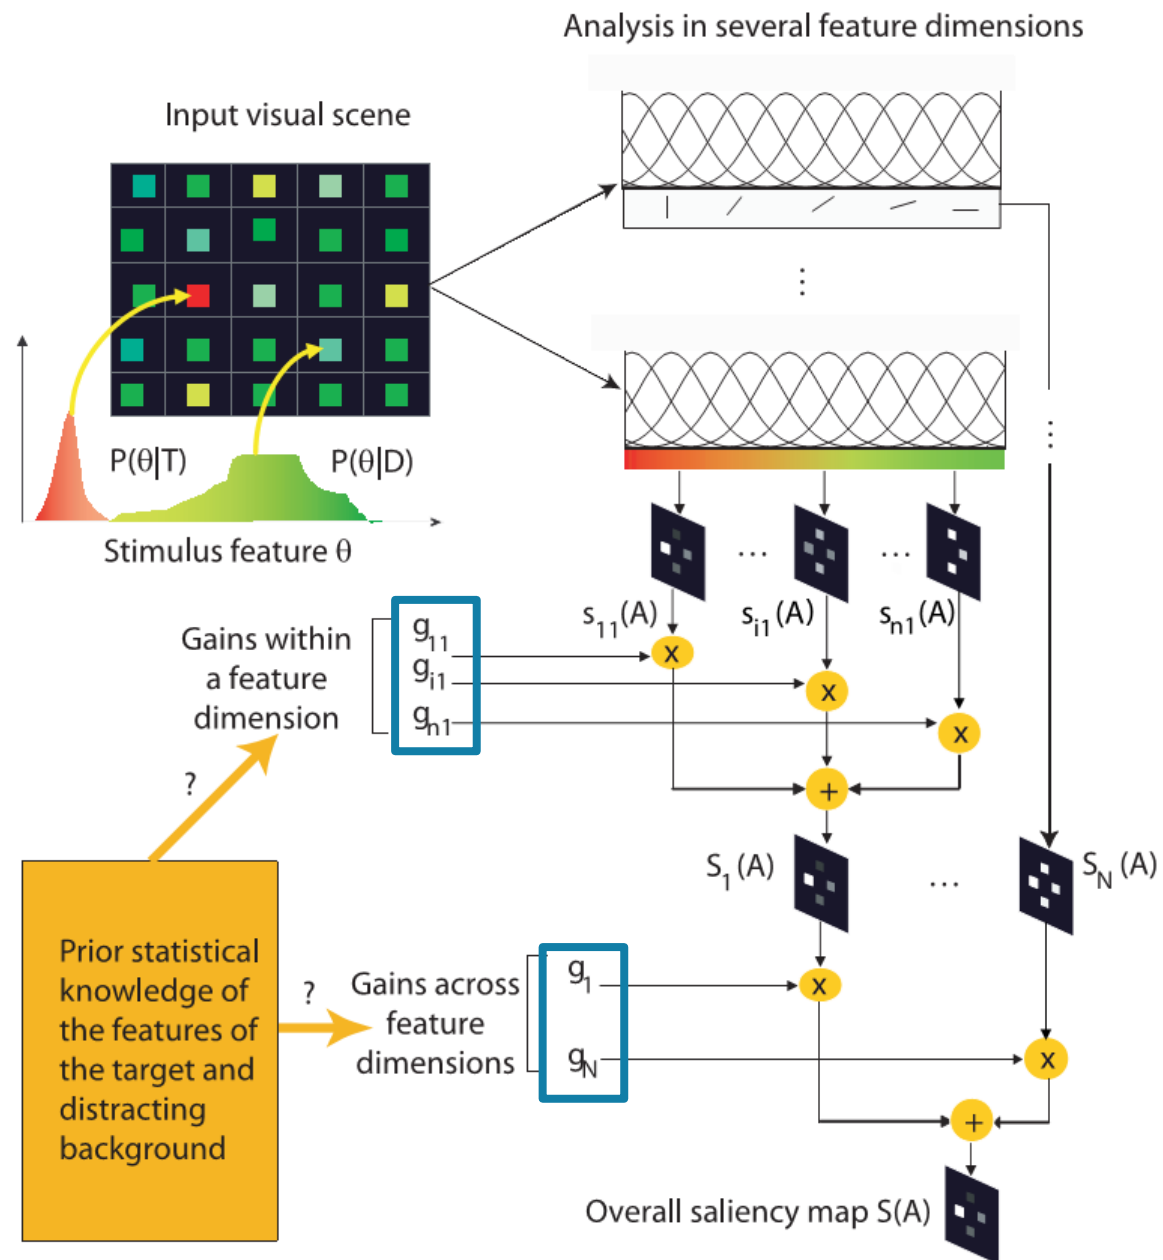 Analysis in several feature dimensions
Input visual scene
P(θ|T)
P(θ|D)
Stimulus feature θ
s11(A)
si1(A)
sn1(A)
Gains within
a feature
dimension
g11
gi1
gn1
x
x
x
+
?
S1(A)
SN(A)
Prior statistical
knowledge of
the features of
the target and
distracting
background
?
Gains across
feature
dimensions
g1
gN
x
x
+
Overall saliency map S(A)